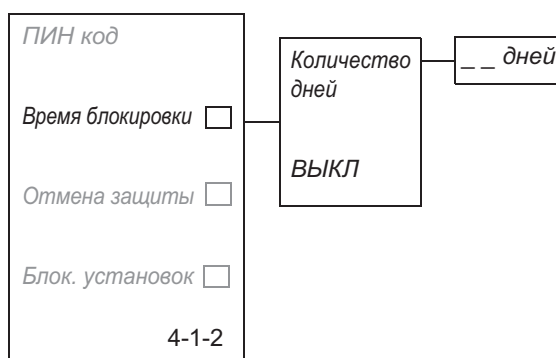 ПИН код
Время блокировки
Отмена защиты
Блок. установок
4-1-2
Количество
дней
ВЫКЛ
_ _ дней